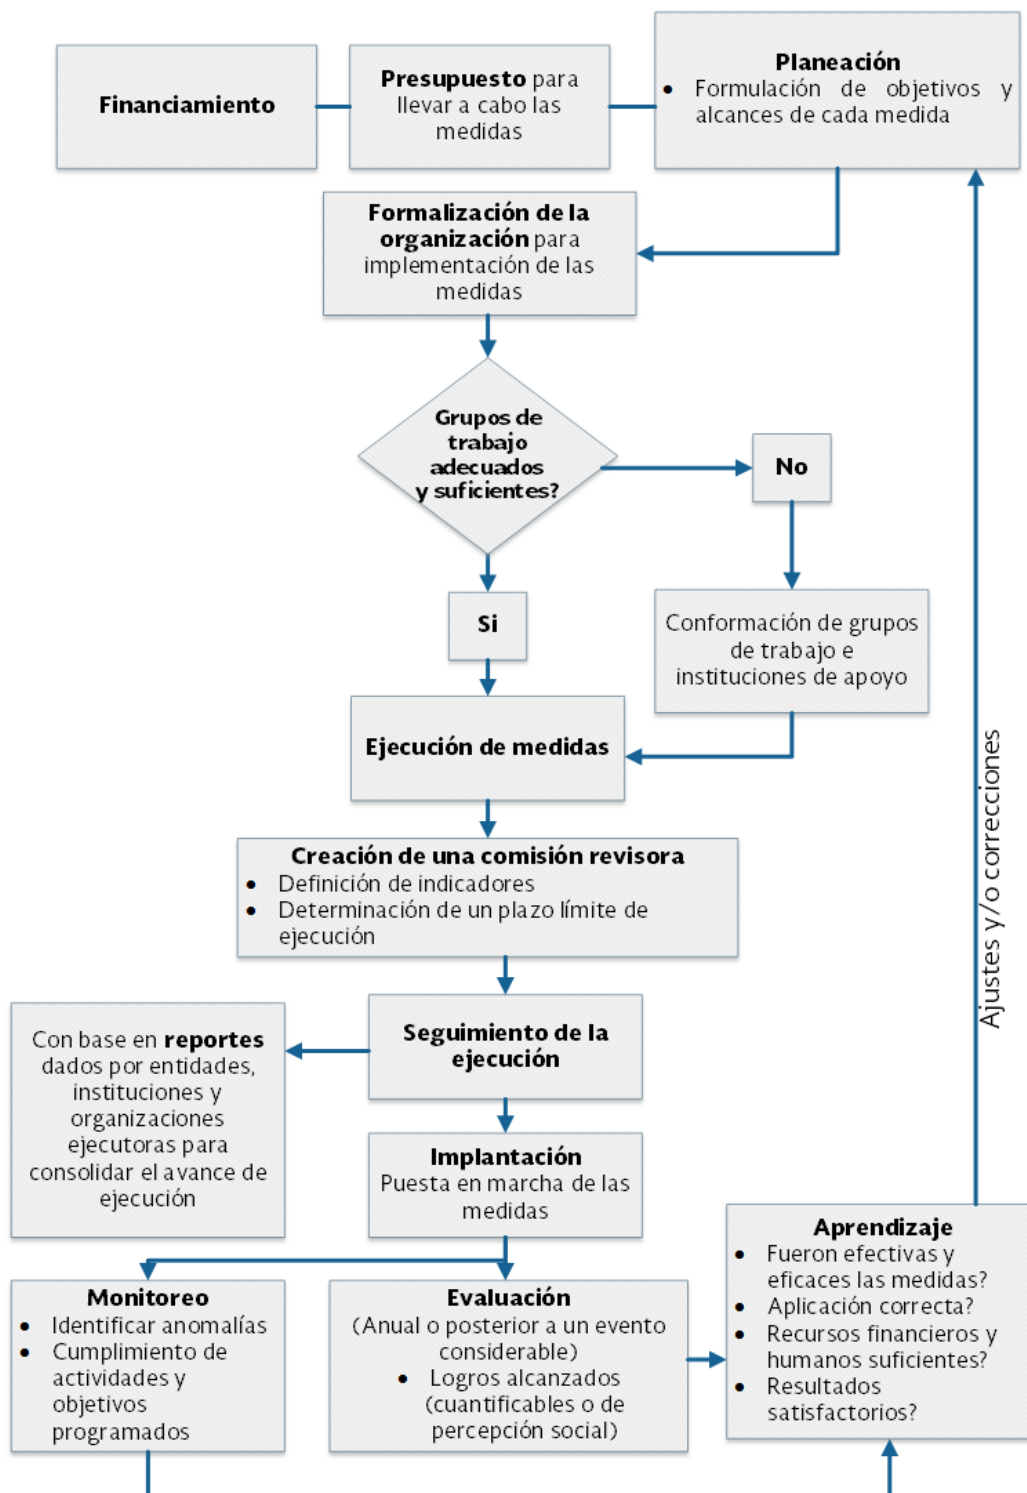 Financiamiento
Presupuesto para
llevar a cabo las
medidas
Planeación
• Formulación de objetivos y
alcances de cada medida
Formalización de la
organización para
implementación de las
medidas
Grupos de
trabajo
adecuados
y suficientes?
No
Si
Conformación de grupos
de trabajo e
instituciones de apoyo
Ejecución de medidas
Creación de una comisión revisora
• Definición de indicadores
• Determinación de un plazo límite de
ejecución
Seguimiento de la
ejecución
Con base en reportes
dados por entidades,
instituciones y
organizaciones
ejecutoras para
consolidar el avance de
ejecución
Implantación
Puesta en marcha de las
medidas
Monitoreo
• Identificar anomalías
• Cumplimiento de
actividades y
objetivos
programados
Evaluación
(Anual o posterior a un evento
considerable)
• Logros alcanzados
(cuantificables o de
percepción social)
Aprendizaje
• Fueron efectivas y
eficaces las medidas?
• Aplicación correcta?
• Recursos financieros y
humanos suficientes?
• Resultados
satisfactorios?
Ajustes y/o correcciones